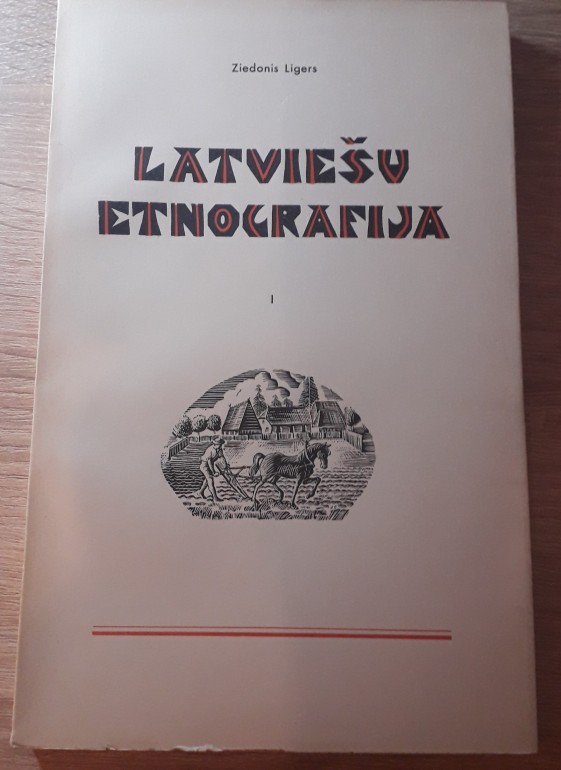 Ziedonis Ligers
LATVIEŠU
ETNOGRAFIJA
I